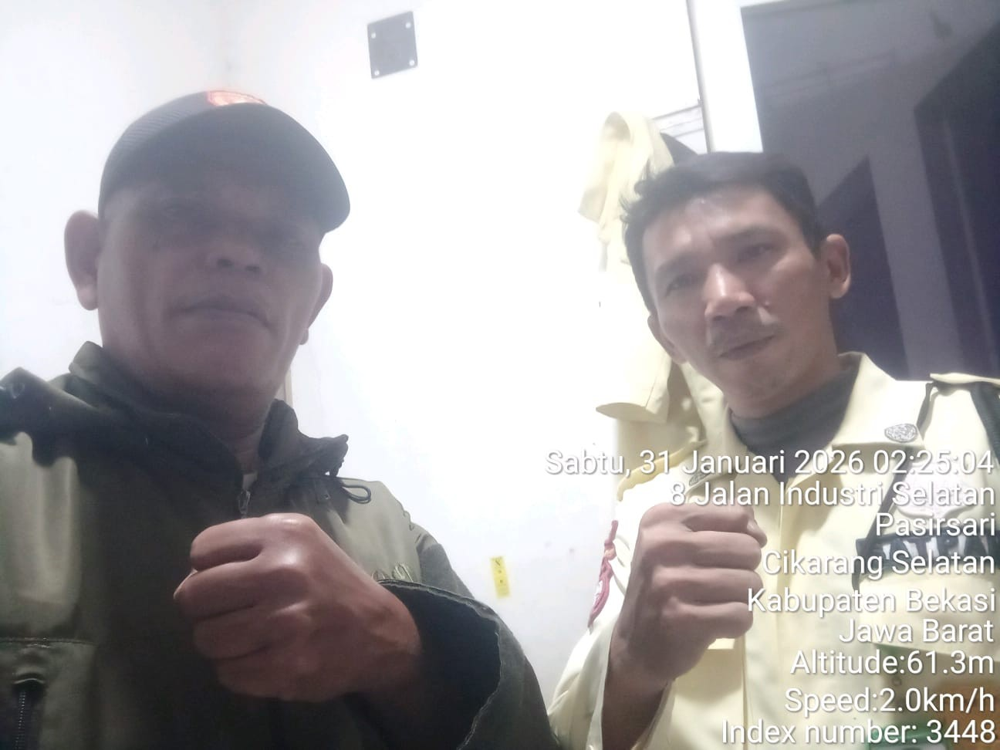 Sabtu, 31 Januari 2026 02:25:04
8 Jalan Industri Selatan
Pasirsari
Cikarang Selatan
Kabupaten Bekasi
Jawa Barat
Altitude:61.3m
Speed:2.0km/h
Index number: 3448